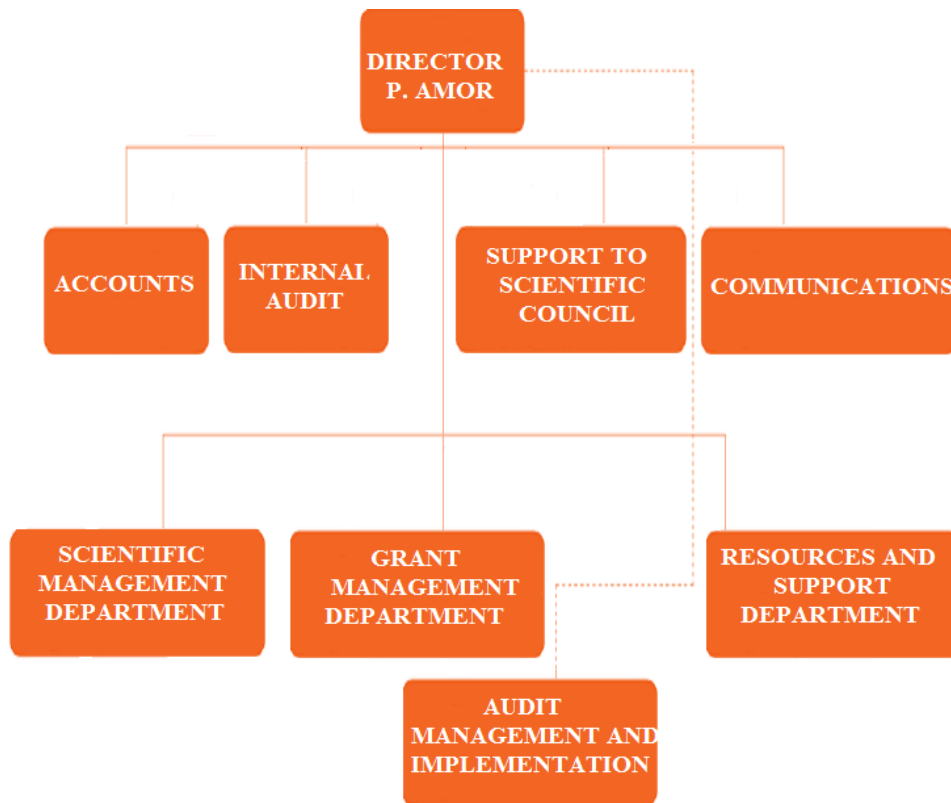 DIRECTOR
P. AMOR
ACCOUNTS
INTERNAL
AUDIT
SUPPORT TO
SCIENTIFIC
COUNCIL
COMMUNICATIONS
SCIENTIFIC
MANAGEMENT
DEPARTMENT
GRANT
MANAGEMENT
DEPARTMENT
RESOURCES AND
SUPPORT
DEPARTMENT
AUDIT
MANAGEMENT AND
IMPLEMENTATION